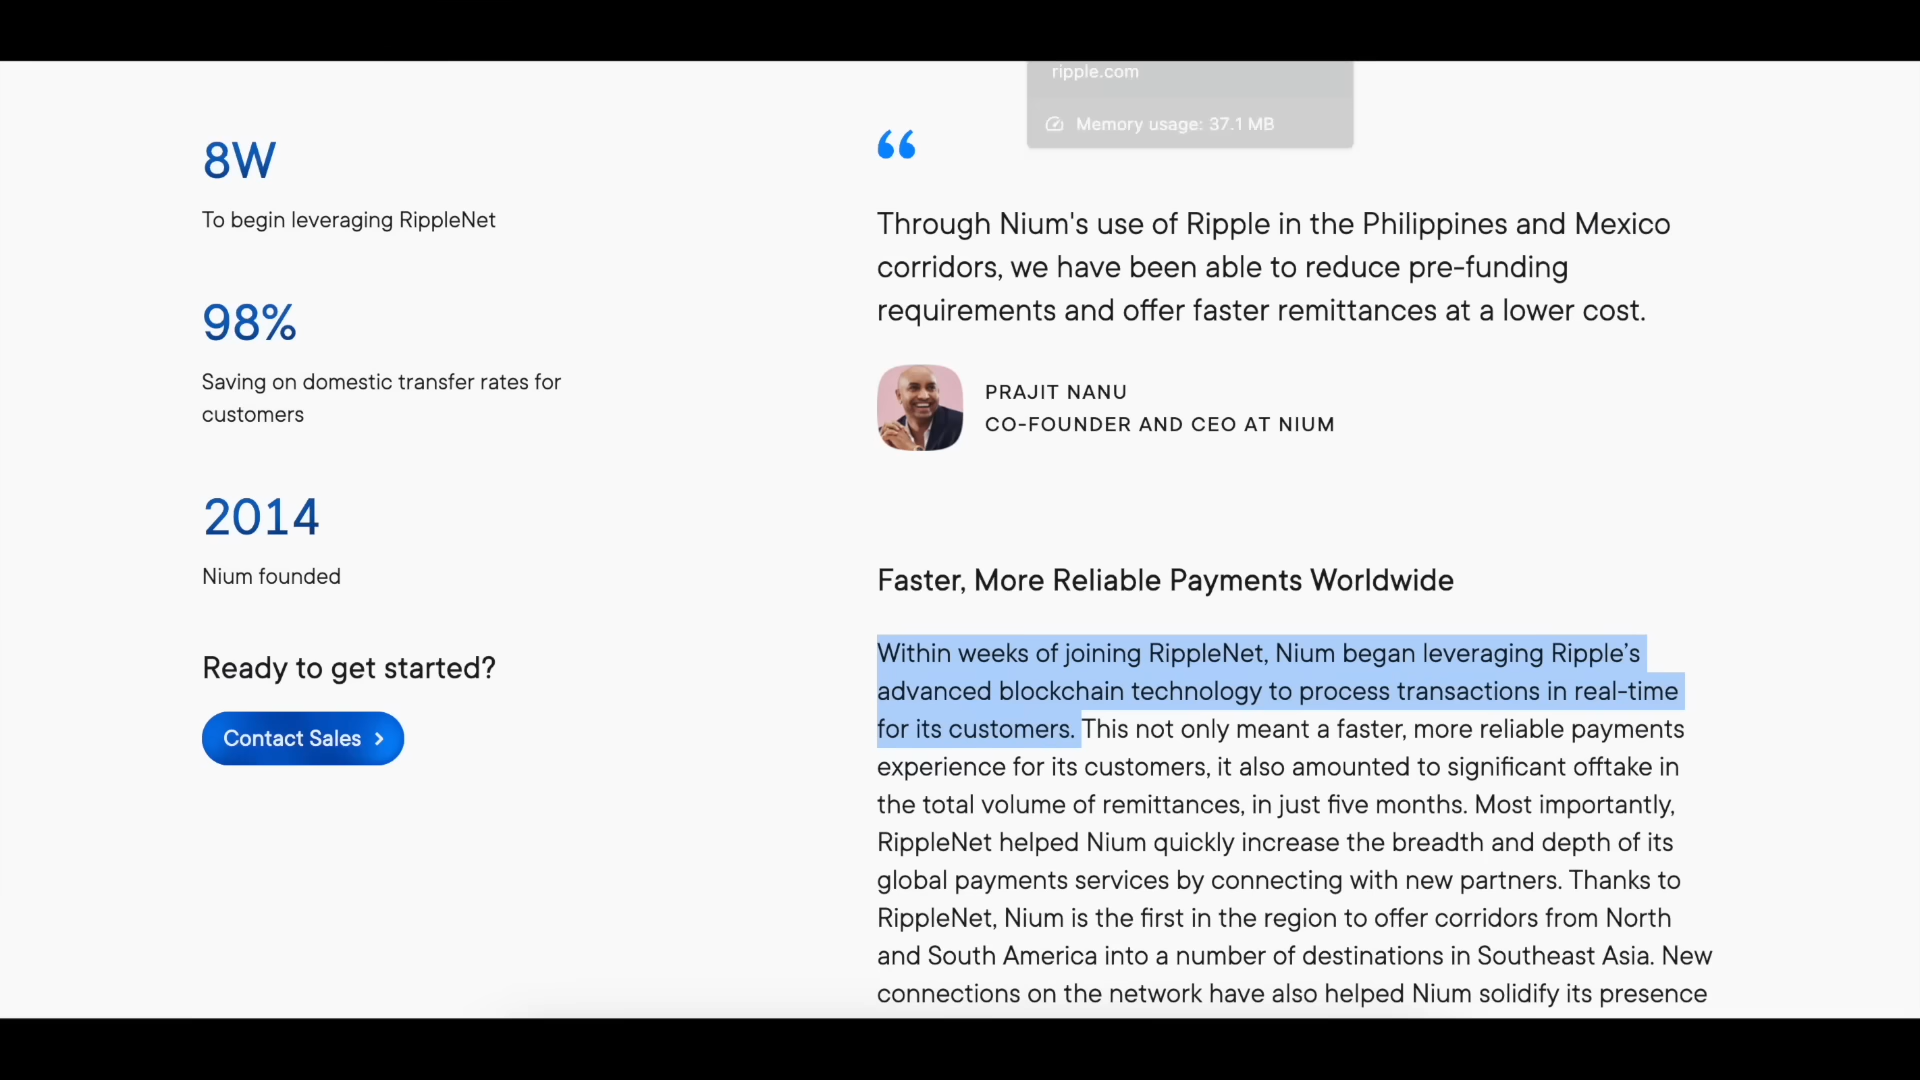 ripple.com
Memory usage: 37.1 MB
8W
To begin leveraging RippleNet
98%
Saving on domestic transfer rates for
customers
2014
Nium founded
Ready to get started?
Contact Sales
“
Through Nium's use of Ripple in the Philippines and Mexico
corridors, we have been able to reduce pre-funding
requirements and offer faster remittances at a lower cost.
PRAJIT NANU
CO-FOUNDER AND CEO AT NIUM
Faster, More Reliable Payments Worldwide
Within weeks of joining RippleNet, Nium began leveraging Ripple’s
advanced blockchain technology to process transactions in real-time
for its customers. This not only meant a faster, more reliable payments
experience for its customers, it also amounted to significant offtake in
the total volume of remittances, in just five months. Most importantly,
RippleNet helped Nium quickly increase the breadth and depth of its
global payments services by connecting with new partners. Thanks to
RippleNet, Nium is the first in the region to offer corridors from North
and South America into a number of destinations in Southeast Asia. New
connections on the network have also helped Nium solidify its presence